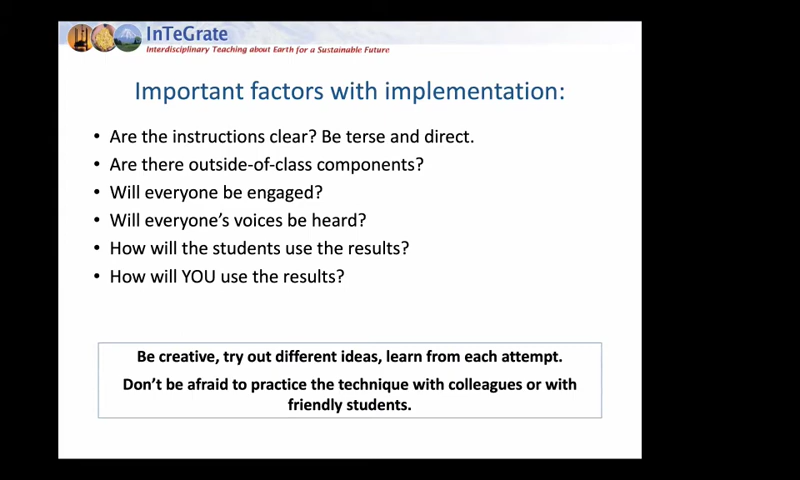 InTeGrate
Interdisciplinary Teaching about Earth for a Sustainable Future
Important factors with implementation:
• Are the instructions clear? Be terse and direct.
• Are there outside-of-class components?
• Will everyone be engaged?
• Will everyone’s voices be heard?
• How will the students use the results?
• How will YOU use the results?
Be creative, try out different ideas, learn from each attempt.
Don’t be afraid to practice the technique with colleagues or with
friendly students.